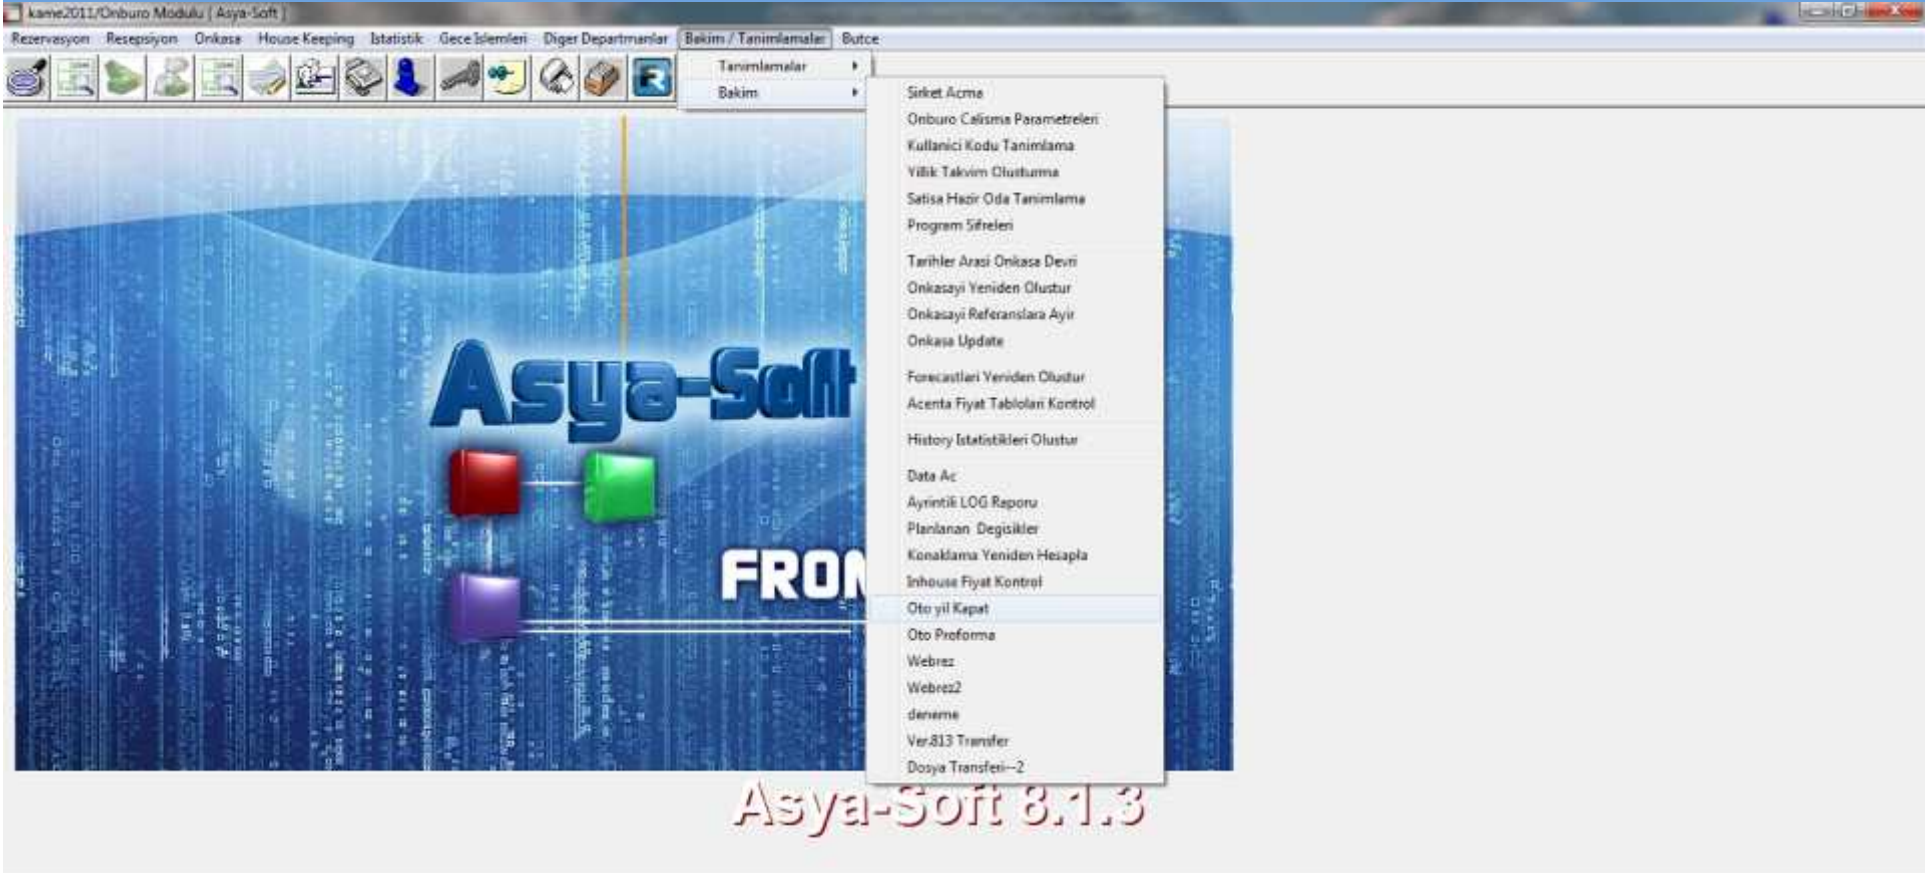 kame2011/Onburo Modulu ( Asya-Soft )
Rezervasyon Resepsiyon Onkasa House Keeping Istatistik Gece Islemleri Diger Departmanlar Bakim / Tanimlamalar Butce
Tanimlamalar
Bakim
Sirket Acma
Onburo Calisma Parametreleri
Kullanici Kodu Tanimlama
Yillik Takvim Olusturma
Satisa Hazir Oda Tanimlama
Program Sifreleri
Tarihler Arasi Onkasa Devri
Onkasayi Yeniden Olustur
Onkasayi Referanslara Ayir
Onkasa Update
Forecastlari Yeniden Olustur
Acenta Fiyat Tablolari Kontrol
History Istatistikleri Olustur
Data Ac
Ayrintili LOG Raporu
Planlanan Degisikler
Konaklama Yeniden Hesapla
Inhouse Fiyat Kontrol
Oto yil Kapat
Oto Proforma
Webrez
Webrez2
deneme
Ver.813 Transfer
Dosya Transferi--2
Asya-Soft
FRON
Asya-Soft 8.1.3